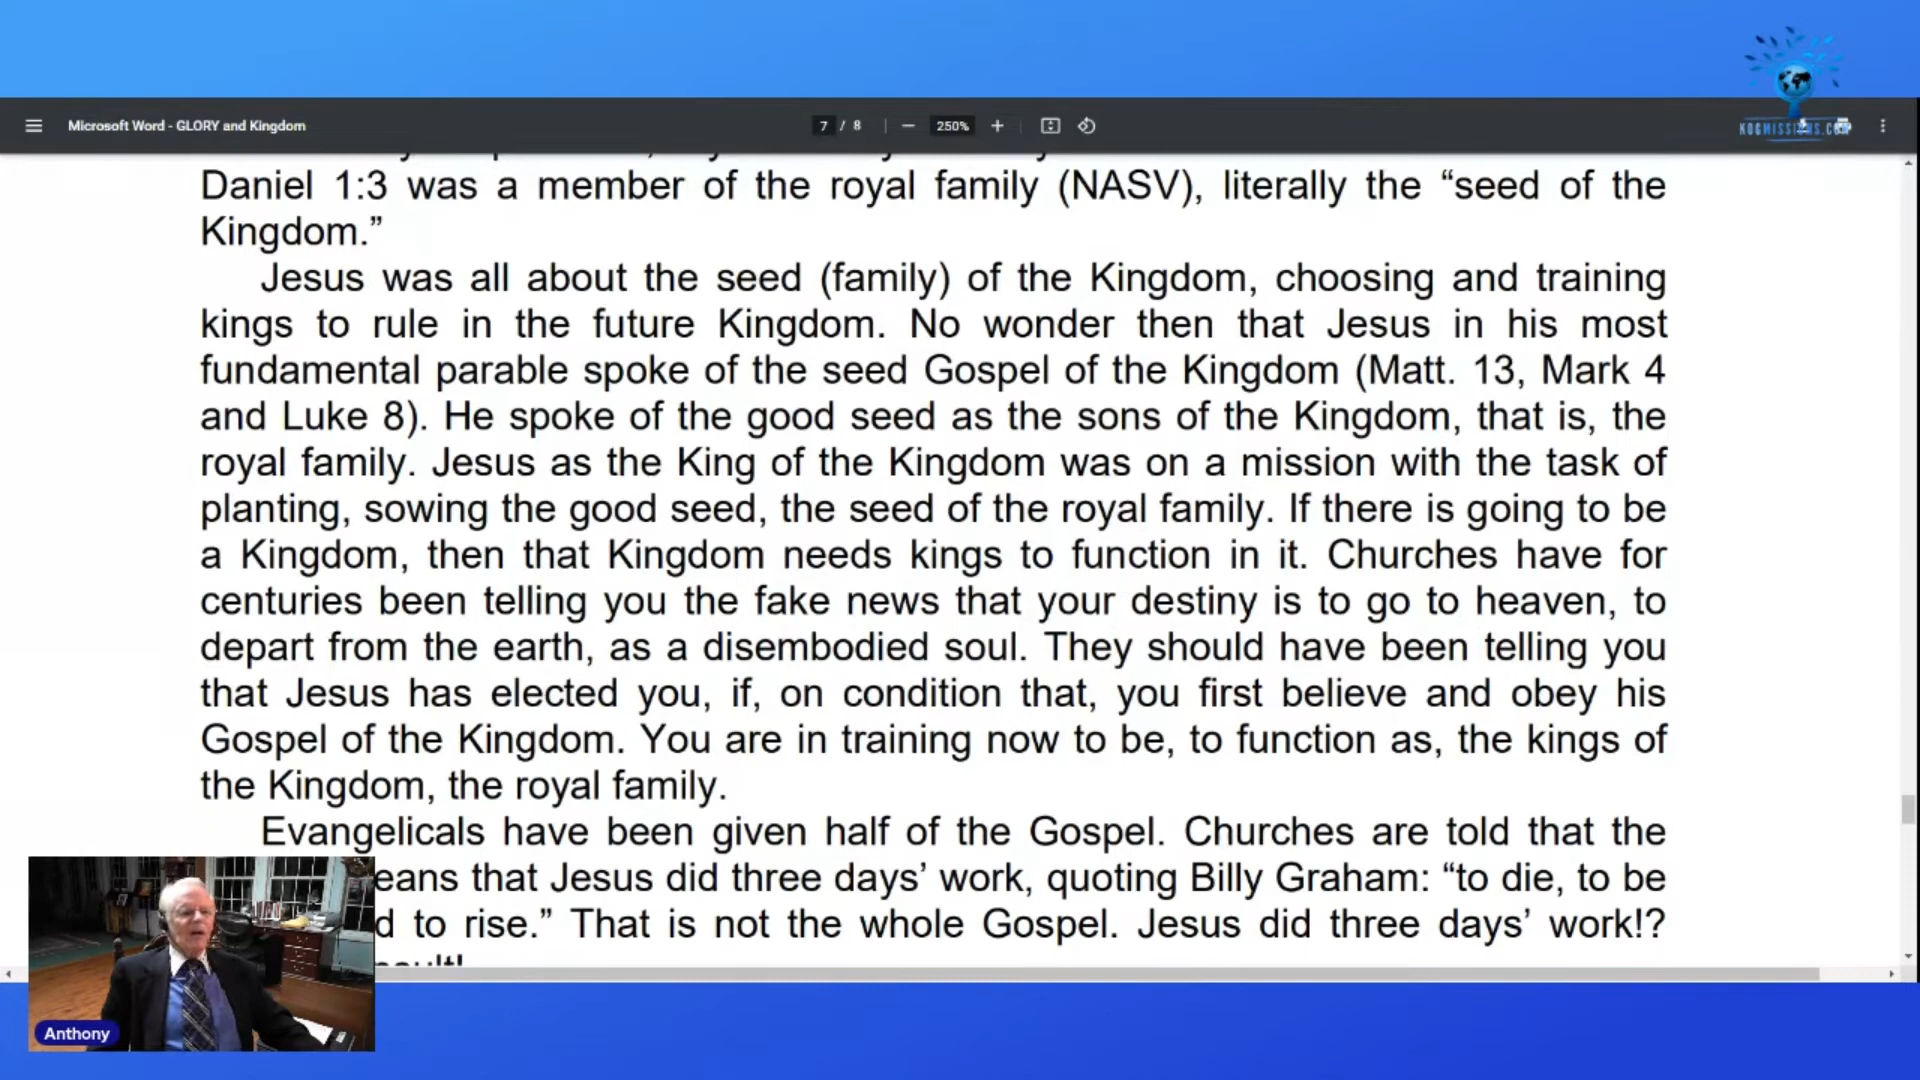 KOGMISSIONS.COM
Microsoft Word - GLORY and Kingdom
7 / 8
250%
Daniel 1:3 was a member of the royal family (NASV), literally the “seed of the
Kingdom.”
Jesus was all about the seed (family) of the Kingdom, choosing and training
kings to rule in the future Kingdom. No wonder then that Jesus in his most
fundamental parable spoke of the seed Gospel of the Kingdom (Matt. 13, Mark 4
and Luke 8). He spoke of the good seed as the sons of the Kingdom, that is, the
royal family. Jesus as the King of the Kingdom was on a mission with the task of
planting, sowing the good seed, the seed of the royal family. If there is going to be
a Kingdom, then that Kingdom needs kings to function in it. Churches have for
centuries been telling you the fake news that your destiny is to go to heaven, to
depart from the earth, as a disembodied soul. They should have been telling you
that Jesus has elected you, if, on condition that, you first believe and obey his
Gospel of the Kingdom. You are in training now to be, to function as, the kings of
the Kingdom, the royal family.
Evangelicals have been given half of the Gospel. Churches are told that the
eans that Jesus did three days’ work, quoting Billy Graham: “to die, to be
d to rise.” That is not the whole Gospel. Jesus did three days’ work!?
Anthony